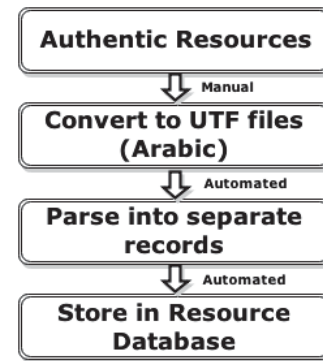 Authentic Resources
Manual
Convert to UTF files
(Arabic)
Automated
Parse into separate
records
Automated
Store in Resource
Database